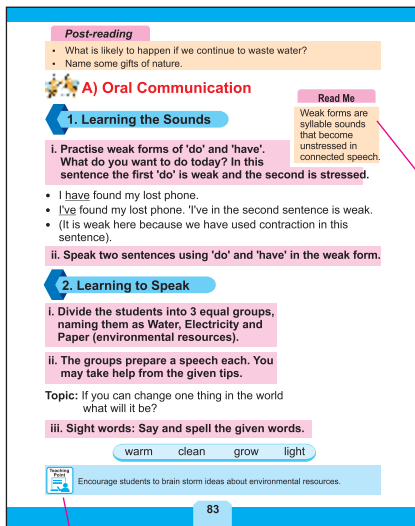 Post-reading
• What is likely to happen if we continue to waste water?
• Name some gifts of nature.
A) Oral Communication
1. Learning the Sounds
Read Me
Weak forms are
syllable sounds
that become
unstressed in
connected speech.
i. Practise weak forms of 'do' and 'have'.
What do you want to do today? In this
sentence the first 'do' is weak and the second is stressed.
• I have found my lost phone.
• I've found my lost phone. 'I've in the second sentence is weak.
• (It is weak here because we have used contraction in this
sentence).
ii. Speak two sentences using 'do' and 'have' in the weak form.
2. Learning to Speak
i. Divide the students into 3 equal groups,
naming them as Water, Electricity and
Paper (environmental resources).
ii. The groups prepare a speech each. You
may take help from the given tips.
Topic: If you can change one thing in the world
what will it be?
iii. Sight words: Say and spell the given words.
warm clean grow light
Teaching
Point
Encourage students to brain storm ideas about environmental resources.
83